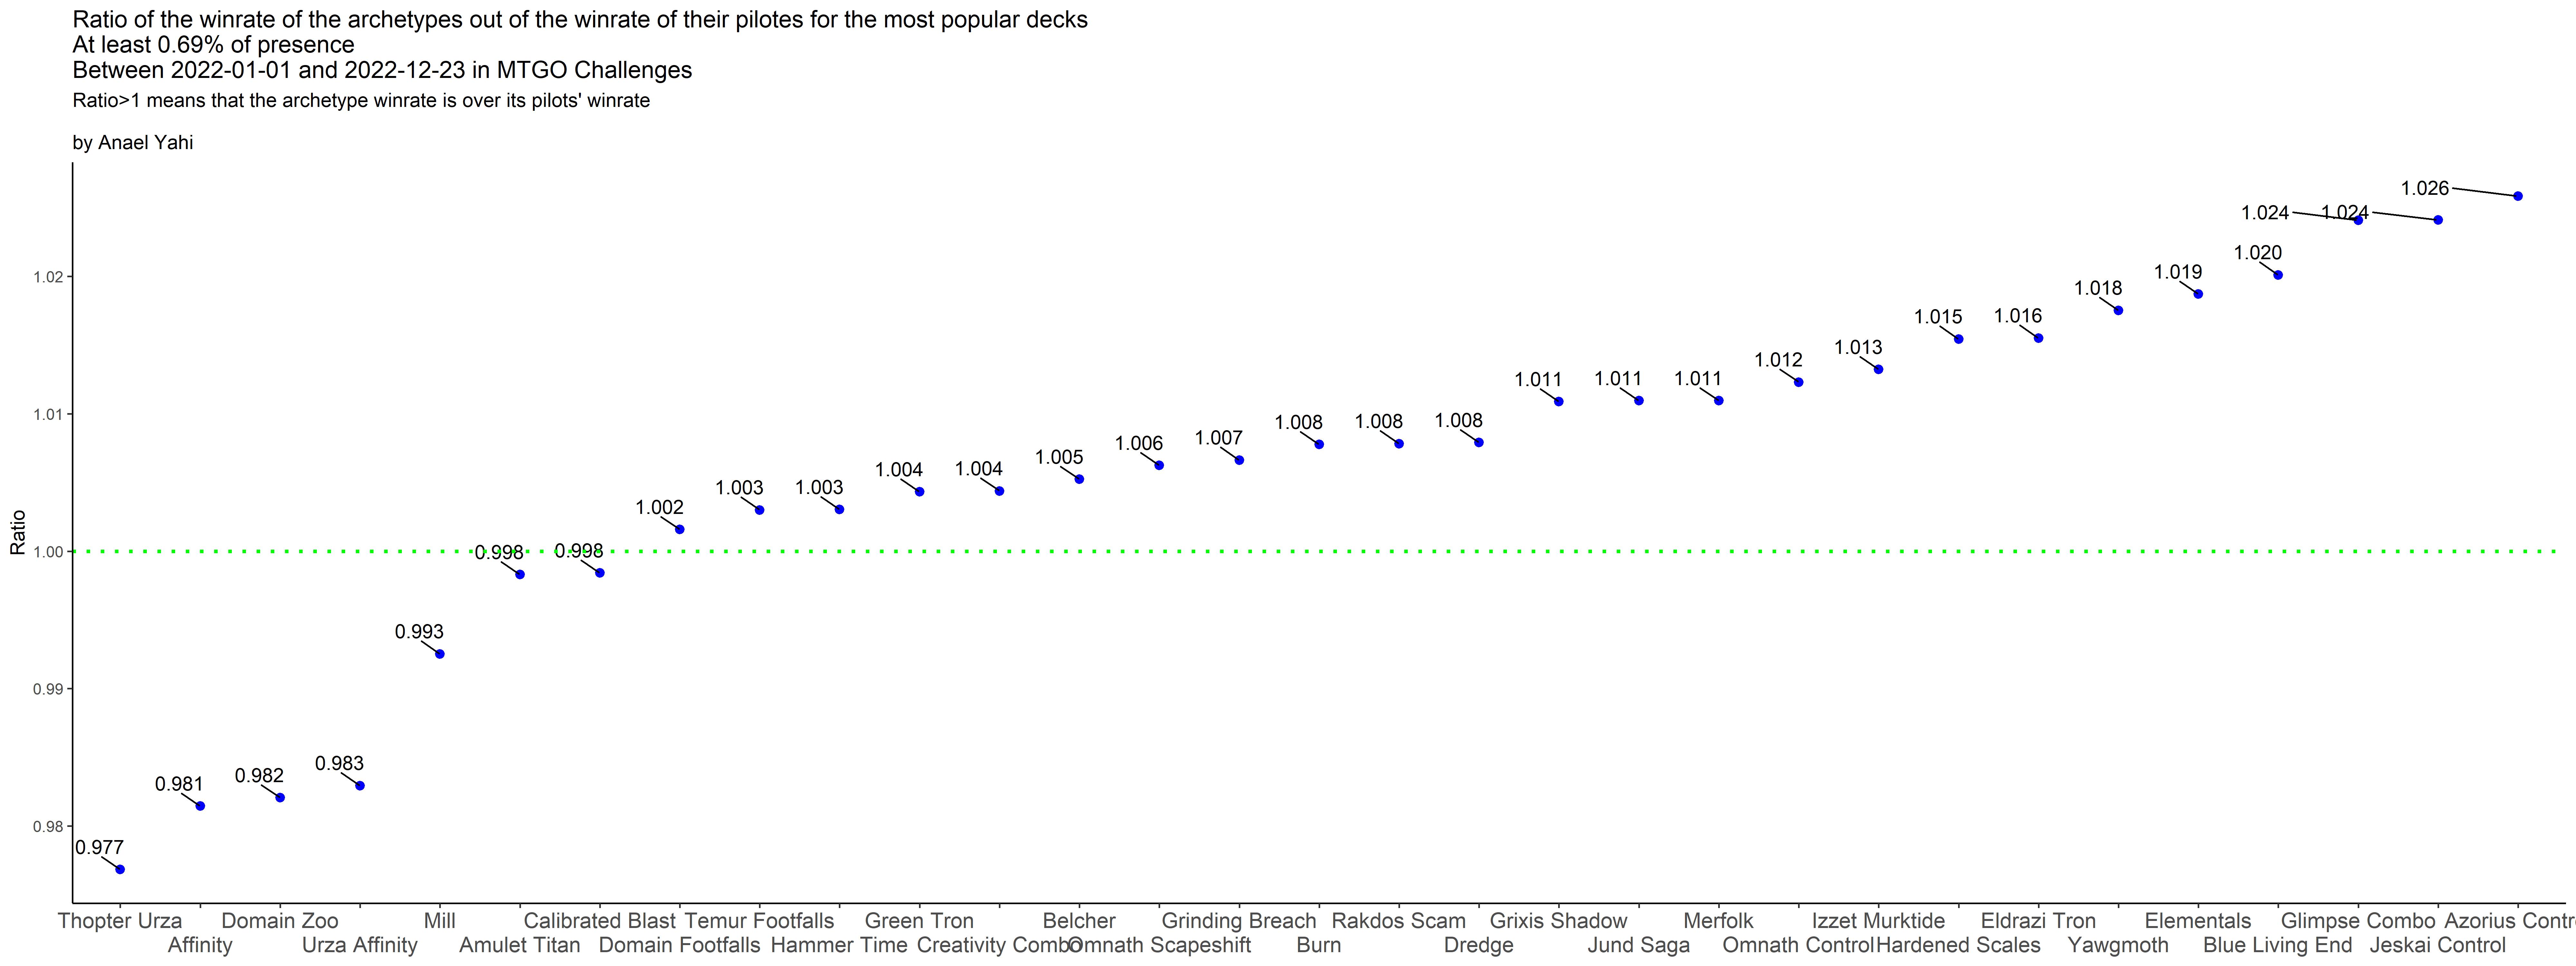 Ratio of the winrate of the archetypes out of the winrate of their pilotes for the most popular decks
At least 0.69% of presence
Between 2022-01-01 and 2022-12-23 in MTGO Challenges
Ratio>1 means that the archetype winrate is over its pilots' winrate
by Anael Yahi
1.026
1.024 1.024
1.020
1.02
1.019
1.018
1.015 1.016
1.013
1.012
1.011 1.011 1.011
1.01
1.008 1.008 1.008
1.007
1.006
1.005
1.004 1.004
1.003 1.003
1.002
Ratio
1.00
0.998 0.998
0.993
0.99
0.983
0.982
0.981
0.98
0.977
Thopter Urza Domain Zoo Mill Calibrated Blast Temur Footfalls Green Tron Belcher Grinding Breach Rakdos Scam Grixis Shadow Merfolk Izzet Murktide Eldrazi Tron Elementals Glimpse Combo Azorius Contr
Affinity Urza Affinity Amulet Titan Domain Footfalls Hammer Time Creativity Combo Omnath Scapeshift Burn Dredge Jund Saga Omnath Control Hardened Scales Yawgmoth Blue Living End Jeskai Control